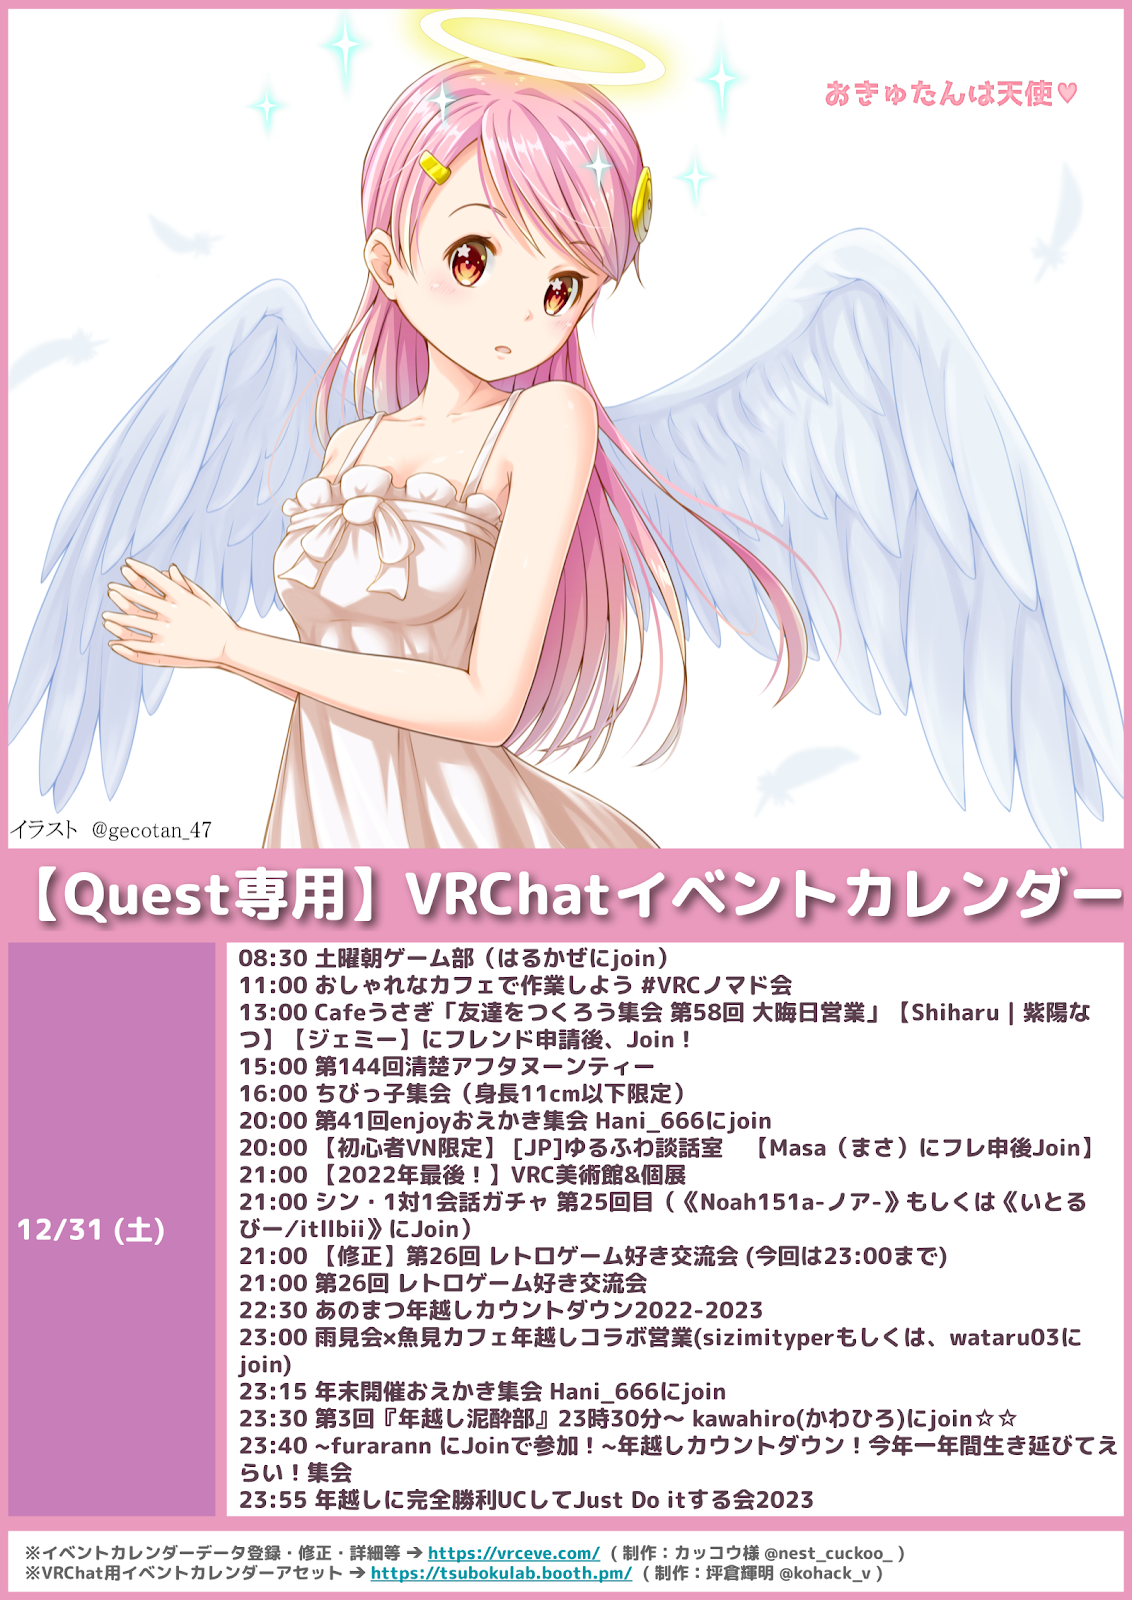 おきゅたんは天使♥
イラスト @gecotan_47
【Quest専用】VRChatイベントカレンダー
12/31 (土)
08:30 土曜朝ゲーム部（はるかぜにjoin）
11:00 おしゃれなカフェで作業しよう #VRCノマド会
13:00 Cafeうさぎ「友達をつくろう集会 第58回 大晦日営業」【Shiharu | 紫陽な
つ】【ジェミー】にフレンド申請後、Join！
15:00 第144回清楚アフタヌーンティー
16:00 ちびっ子集会（身長11cm以下限定）
20:00 第41回enjoyおえかき集会 Hani_666にjoin
20:00 【初心者VN限定】 [JP]ゆるふわ談話室　【Masa（まさ）にフレ申後Join】
21:00 【2022年最後！】VRC美術館&個展
21:00 シン・1対1会話ガチャ 第25回目（《Noah151a-ノア-》もしくは《いとる
びー/itllbii》にJoin）
21:00 【修正】第26回 レトロゲーム好き交流会 (今回は23:00まで)
21:00 第26回 レトロゲーム好き交流会
22:30 あのまつ年越しカウントダウン2022-2023
23:00 雨見会×魚見カフェ年越しコラボ営業(sizimityperもしくは、wataru03に
join)
23:15 年末開催おえかき集会 Hani_666にjoin
23:30 第3回『年越し泥酔部』23時30分〜 kawahiro(かわひろ)にjoin☆☆
23:40 ~furarann にJoinで参加！~年越しカウントダウン！今年一年間生き延びてえ
らい！集会
23:55 年越しに完全勝利UCしてJust Do itする会2023
※イベントカレンダーデータ登録・修正・詳細等 ➔ https://vrceve.com/ （ 制作：カッコウ様 @nest_cuckoo_ ）
※VRChat用イベントカレンダーアセット ➔ https://tsubokulab.booth.pm/ （ 制作：坪倉輝明 @kohack_v ）